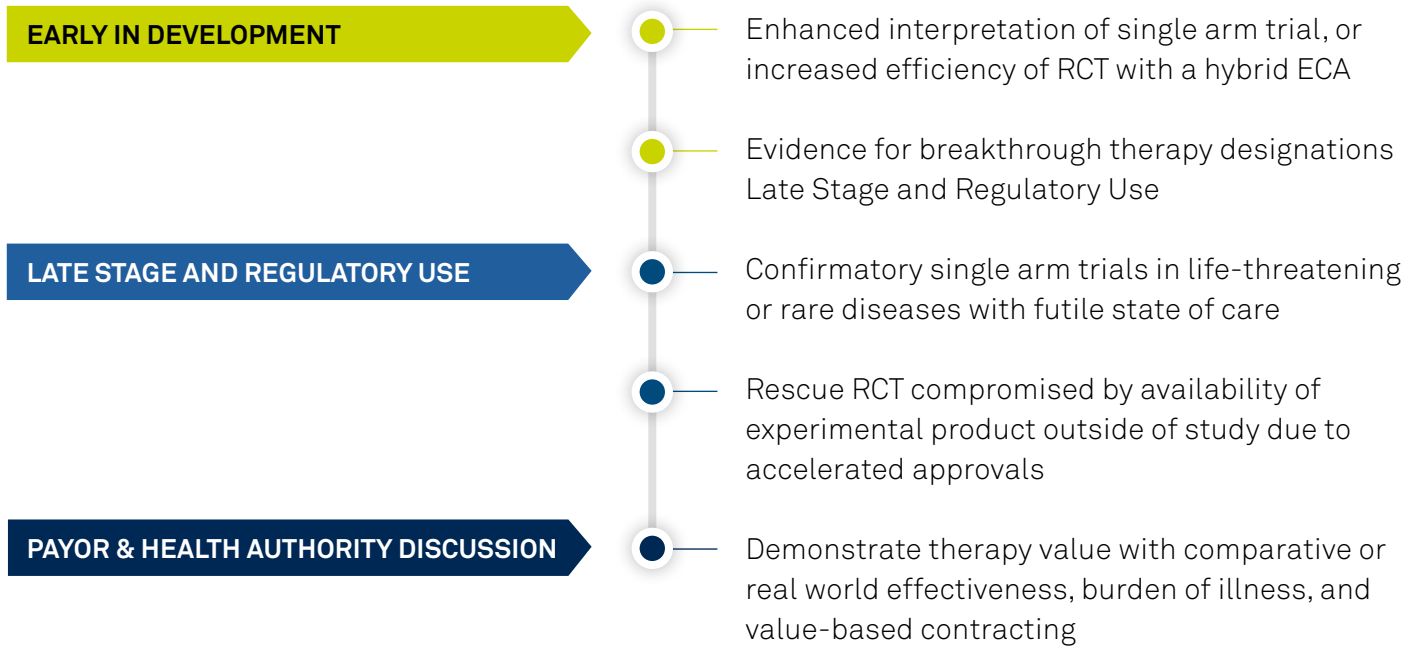 EARLY IN DEVELOPMENT
Enhanced interpretation of single arm trial, or
increased efficiency of RCT with a hybrid ECA
Evidence for breakthrough therapy designations
Late Stage and Regulatory Use
LATE STAGE AND REGULATORY USE
Confirmatory single arm trials in life-threatening
or rare diseases with futile state of care
Rescue RCT compromised by availability of
experimental product outside of study due to
accelerated approvals
PAYOR & HEALTH AUTHORITY DISCUSSION
Demonstrate therapy value with comparative or
real world effectiveness, burden of illness, and
value-based contracting